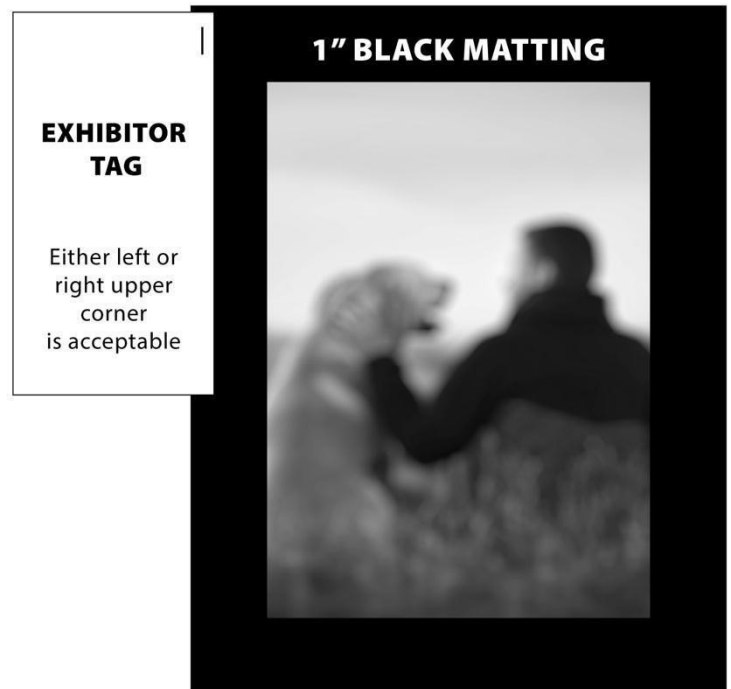 1″ BLACK MATTING
EXHIBITOR
TAG
Either left or
right upper
corner
is acceptable